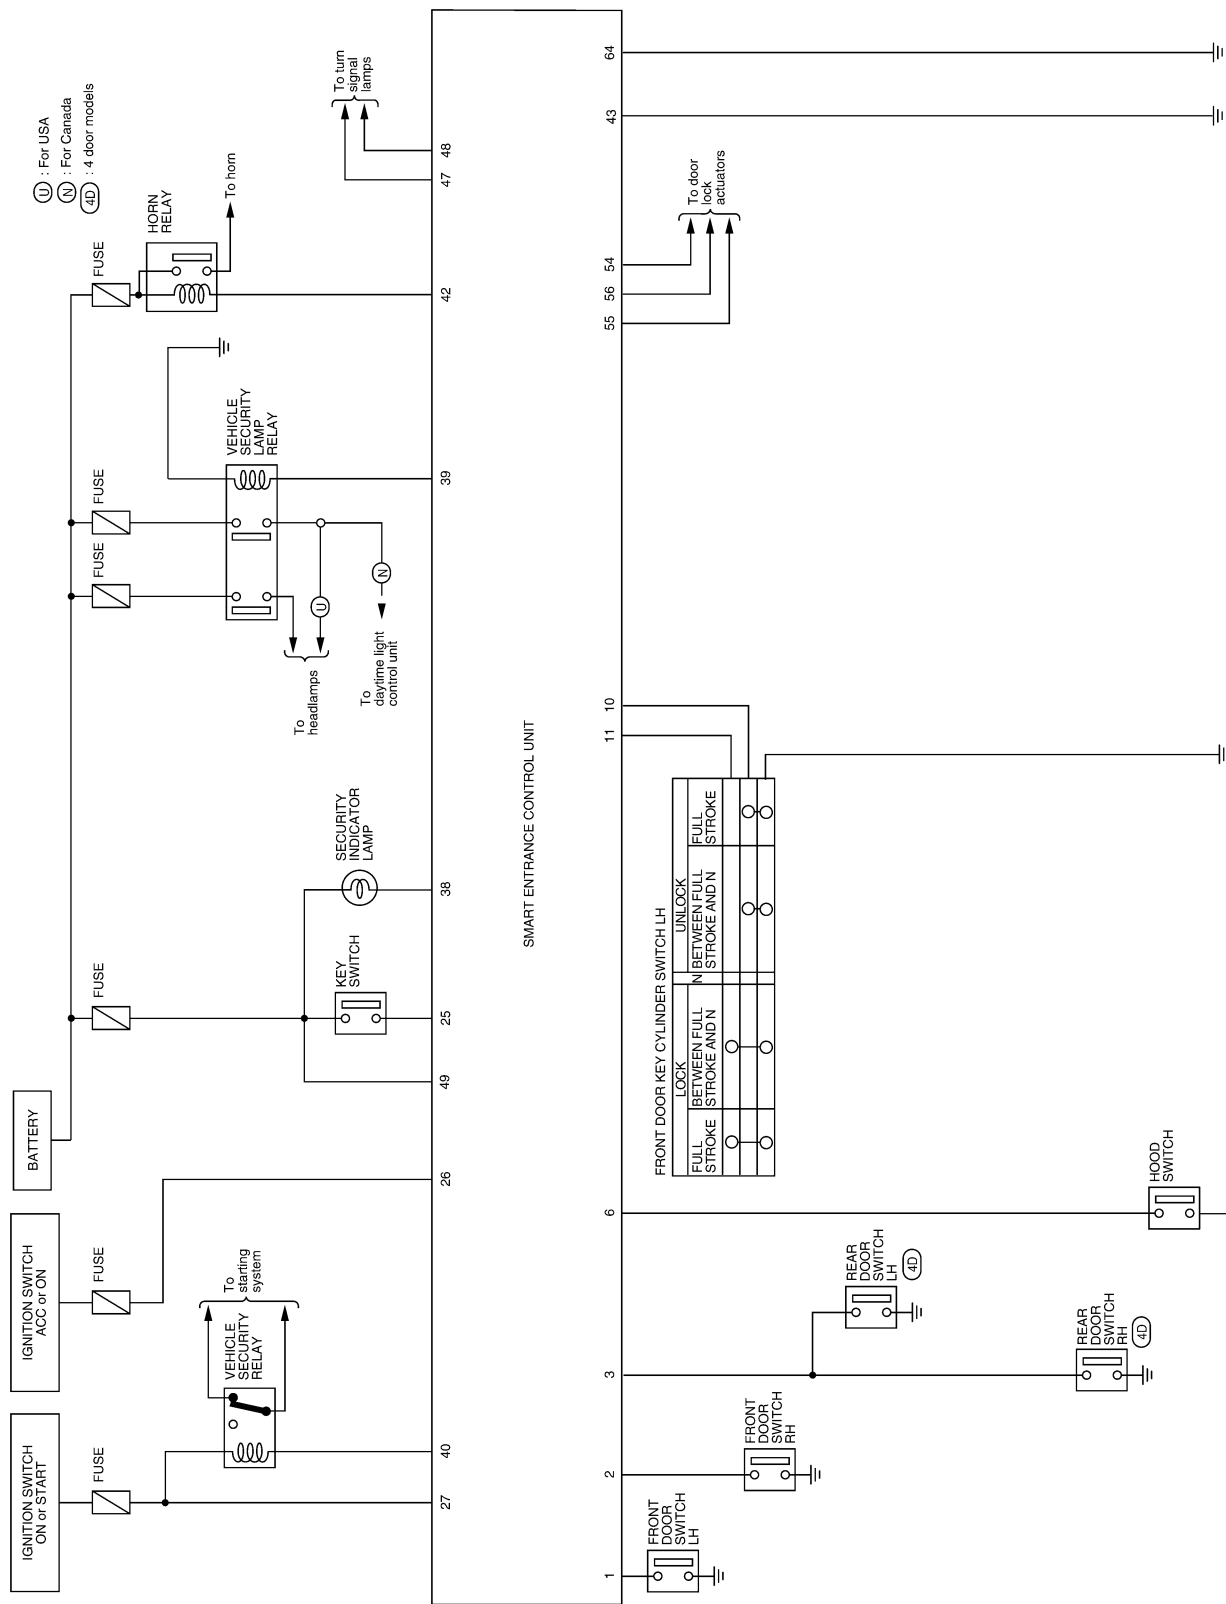 IGNITION SWITCH
ON or START
IGNITION SWITCH
ACC or ON
BATTERY
FUSE
FUSE
FUSE
FUSE
FUSE
FUSE
U : For USA
N : For Canada
4D : 4 door models
VEHICLE
SECURITY
RELAY
To
starting
system
KEY
SWITCH
SECURITY
INDICATOR
LAMP
To
headlamps
U
N
To
daytime light
control unit
VEHICLE
SECURITY
LAMP
RELAY
HORN
RELAY
To horn
To turn
signal
lamps
27
40
26
49
25
38
39
42
47
48
SMART ENTRANCE CONTROL UNIT
1
2
3
6
11
10
55
56
54
43
64
FRONT
DOOR
SWITCH
LH
FRONT
DOOR
SWITCH
RH
REAR
DOOR
SWITCH
LH
4D
REAR
DOOR
SWITCH
RH
4D
HOOD
SWITCH
FRONT DOOR KEY CYLINDER SWITCH LH
LOCK
N
UNLOCK
FULL
STROKE
BETWEEN FULL
STROKE AND N
BETWEEN FULL
STROKE AND N
FULL
STROKE
To door
lock
actuators